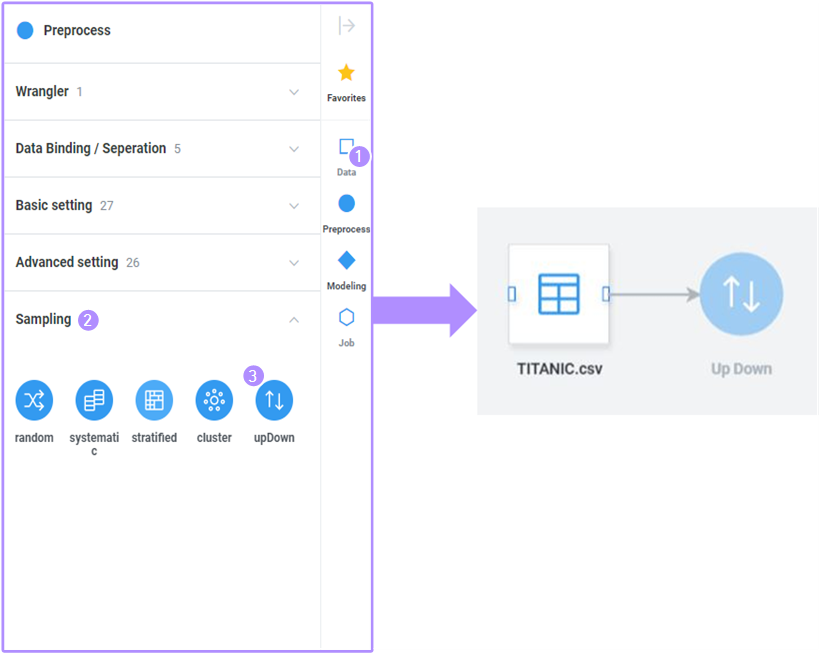 Preprocess
Wrangler 1
Data Binding / Seperation 5
Basic setting 27
Advanced setting 26
Sampling 2
3
random
systemati
c
stratified
cluster
upDown
Favorites
1
Data
Preprocess
Modeling
Job
TITANIC.csv
Up Down